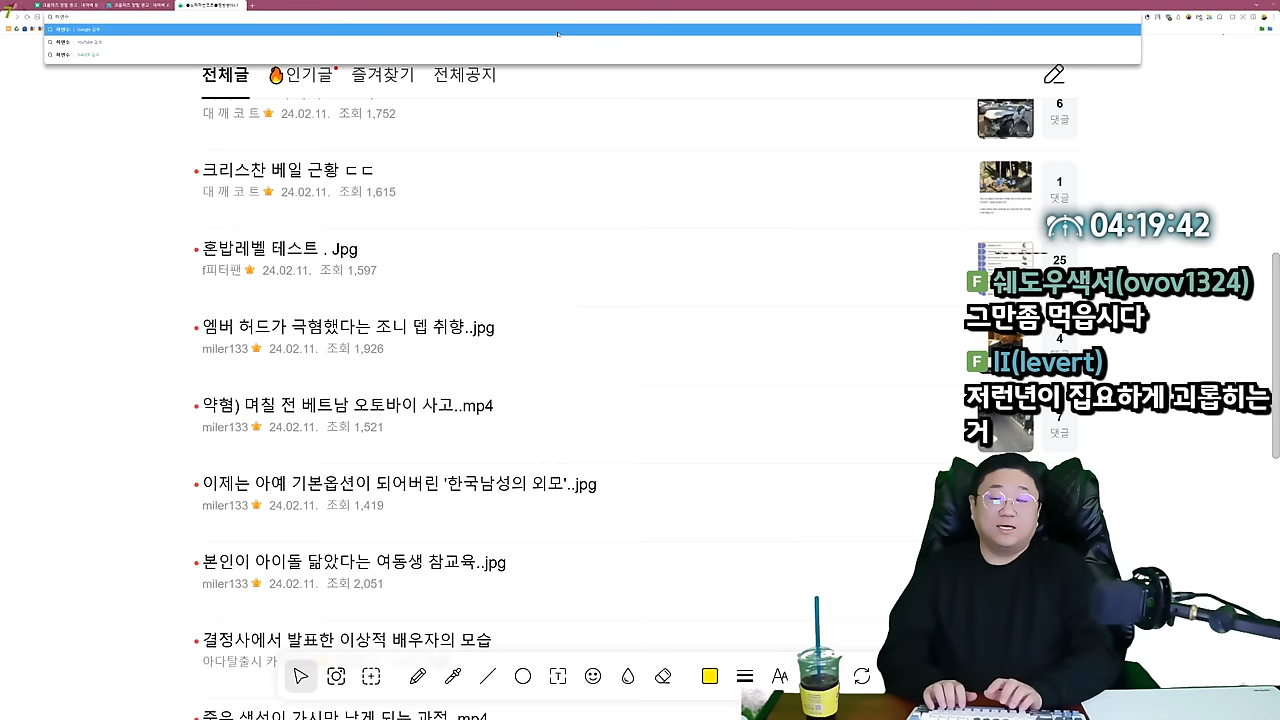 전체글 🔥인기글 즐겨찾기 전체공지
대 깨 코 트 24.02.11. 조회 1,752
6
댓글
크리스찬 베일 근황 ㄷㄷ
대 깨 코 트 24.02.11. 조회 1,615
1
댓글
04:19:42
혼밥레벨 테스트 . Jpg
f피터팬 24.02.11. 조회 1,597
25
쉐도우색서(ovov1324)
그만좀 먹읍시다
엠버 허드가 극혐했다는 조니 뎁 취향..jpg
miler133 24.02.11. 조회 1,926
4
lI(levert)
저런년이 집요하게 괴롭히는
거
약혐) 며칠 전 베트남 오토바이 사고..mp4
miler133 24.02.11. 조회 1,521
7
댓글
이제는 아예 기본옵션이 되어버린 '한국남성의 외모'..jpg
miler133 24.02.11. 조회 1,419
본인이 아이돌 닮았다는 여동생 참교육..jpg
miler133 24.02.11. 조회 2,051
결정사에서 발표한 이상적 배우자의 모습
아다탈출시 카